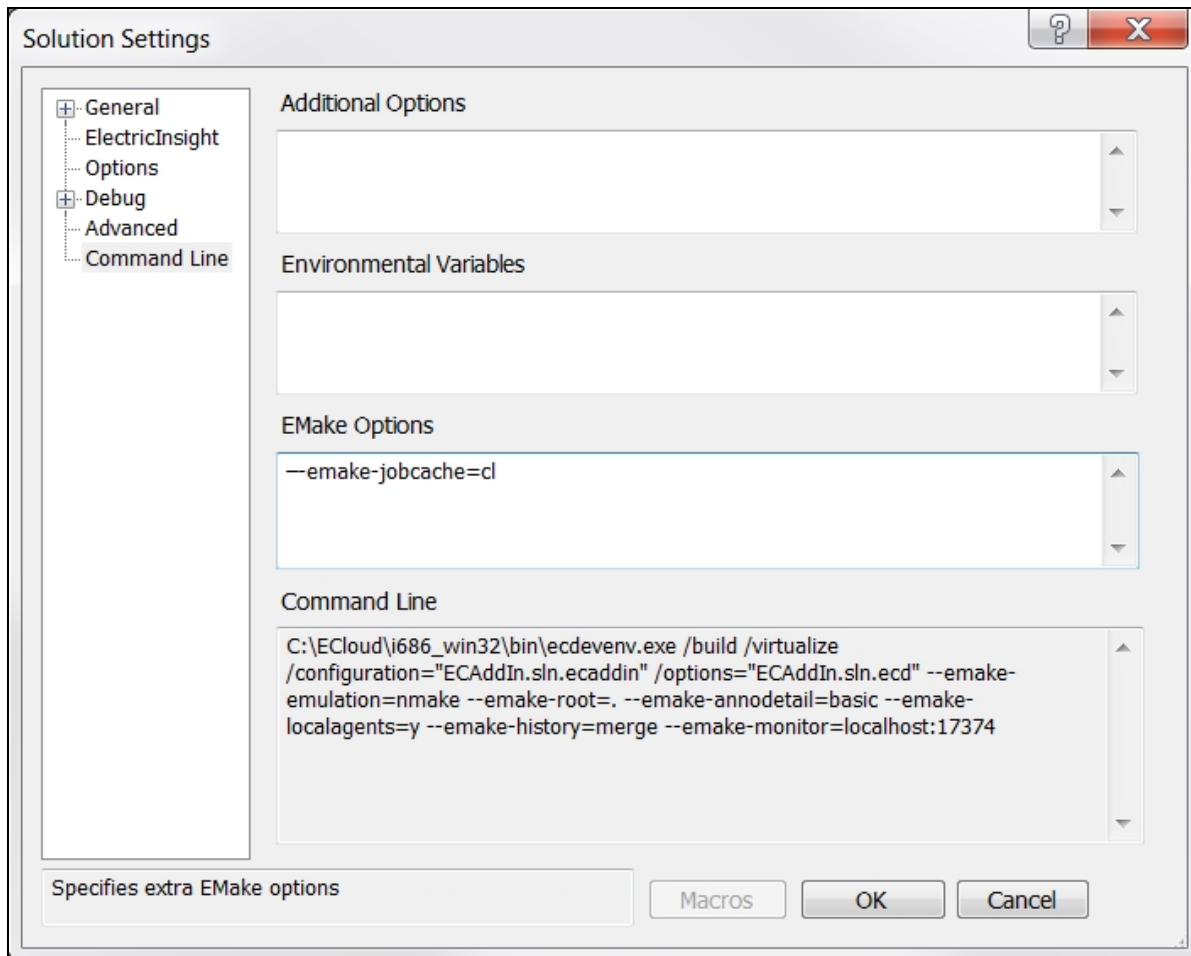 Solution Settings
General
ElectricInsight
Options
Debug
Advanced
Command Line
Additional Options
Environmental Variables
EMake Options
—-emake-jobcache=cl
Command Line
C:\ECloud\i686_win32\bin\ecdevenv.exe /build /virtualize
/configuration="ECAddIn.sln.ecaddin" /options="ECAddIn.sln.ecd" --emake-
emulation=nmake --emake-root=. --emake-annodetail=basic --emake-
localagents=y --emake-history=merge --emake-monitor=localhost:17374
Specifies extra EMake options
Macros
OK
Cancel